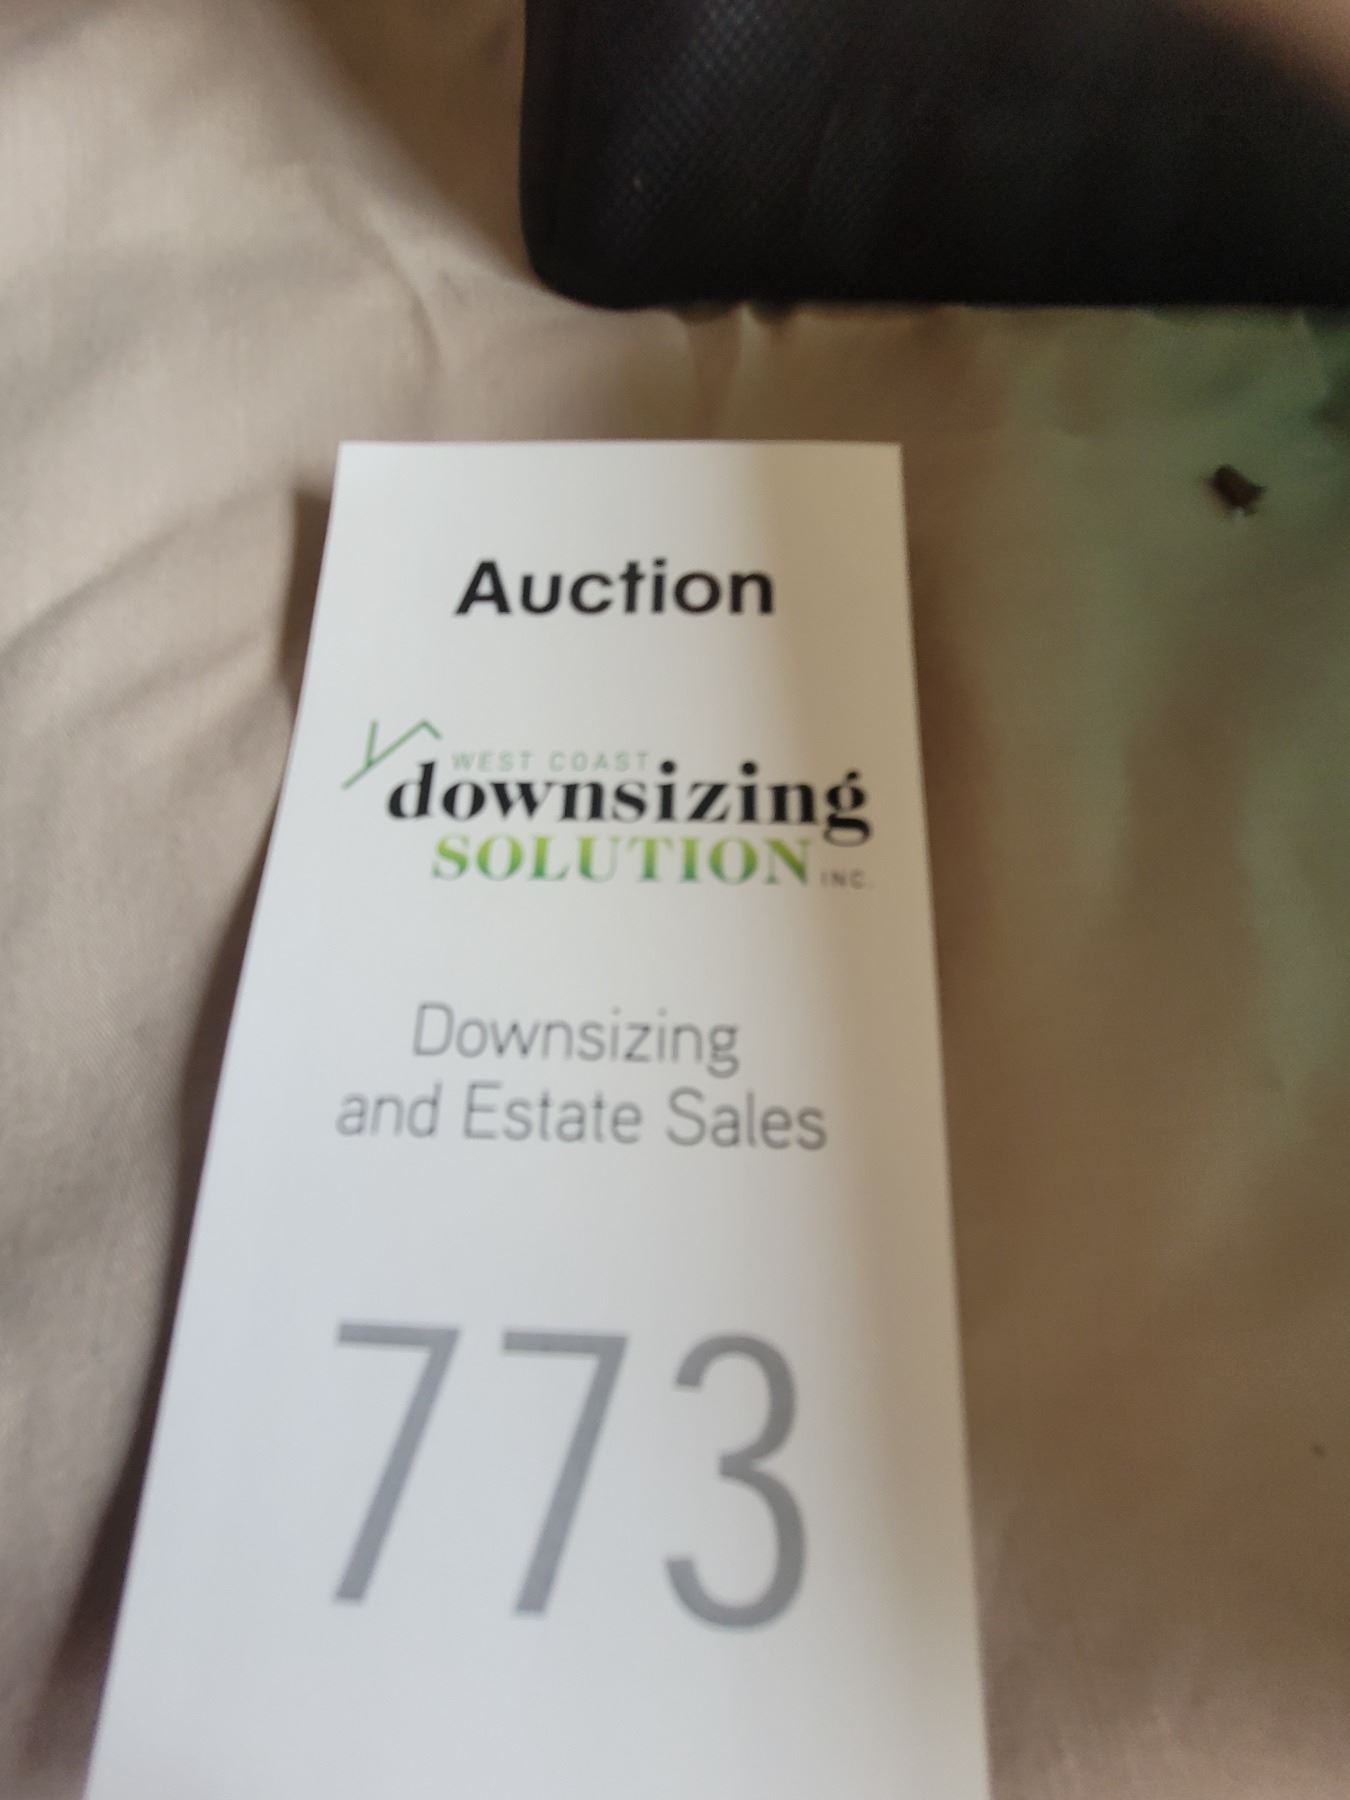 Auction
WEST COAST
downsizing
SOLUTION INC.
Downsizing
and Estate Sales
773